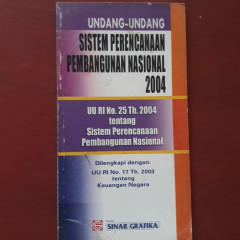 UNDANG-UNDANG
SISTEM PERENCANAAN
PEMBANGUNAN NASIONAL
2004
UU RI No. 25 Th. 2004
tentang
Sistem Perencanaan
Pembangunan Nasional
Dilengkapi dengan:
UU RI No. 17 Th. 2003
tentang
Keuangan Negara
SINAR GRAFIKA